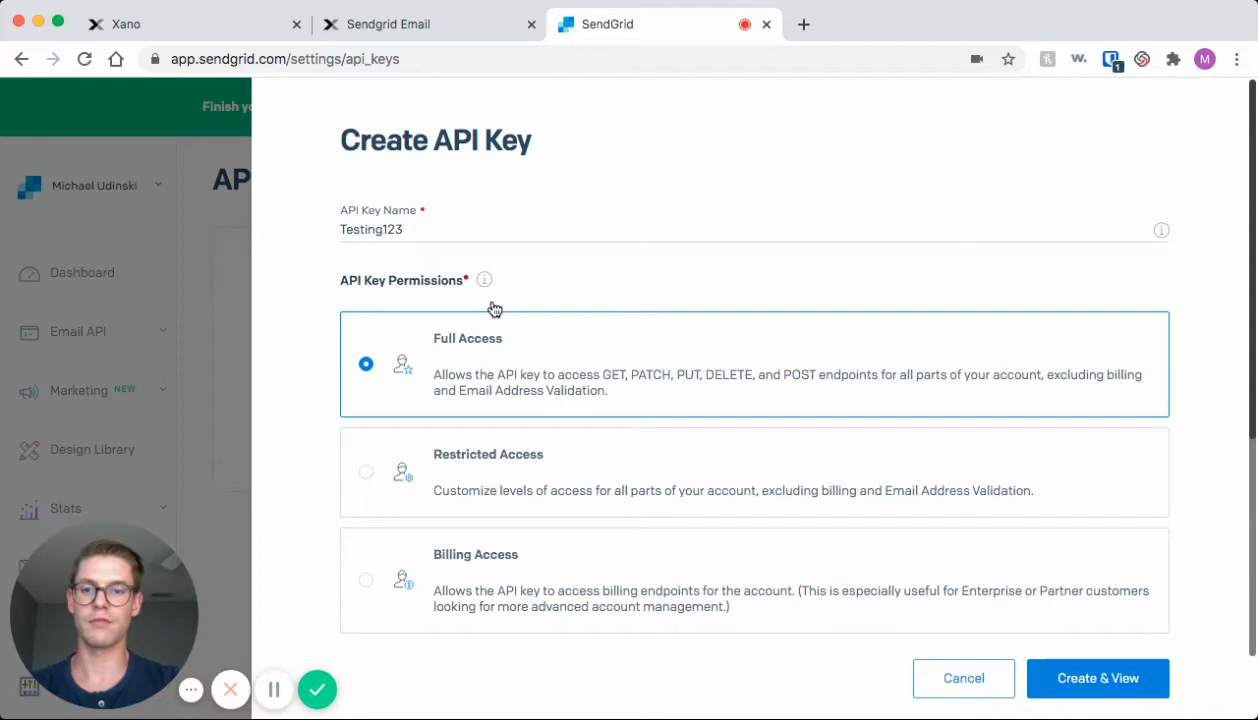 Xano
Sendgrid Email
SendGrid
app.sendgrid.com/settings/api_keys
W.
1
M
Finish yo
Michael Udinski
AP
Dashboard
Email API
Marketing NEW
Design Library
Stats
Create API Key
API Key Name *
Testing123
API Key Permissions*
Full Access
Allows the API key to access GET, PATCH, PUT, DELETE, and POST endpoints for all parts of your account, excluding billing
and Email Address Validation.
Restricted Access
Customize levels of access for all parts of your account, excluding billing and Email Address Validation.
Billing Access
Allows the API key to access billing endpoints for the account. (This is especially useful for Enterprise or Partner customers
looking for more advanced account management.)
Cancel
Create & View